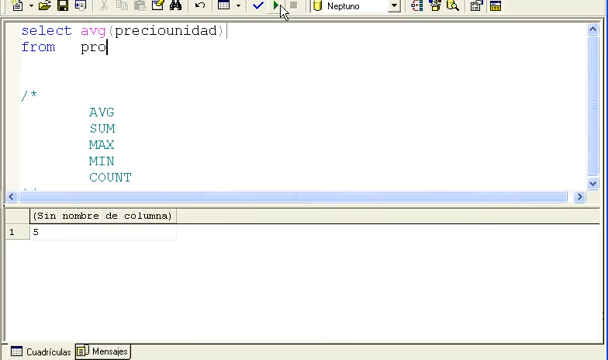 Neptuno
select avg(preciounidad)
from pro
/*
AVG
SUM
MAX
MIN
COUNT
(Sin nombre de columna)
1 5
Cuadrículas Mensajes